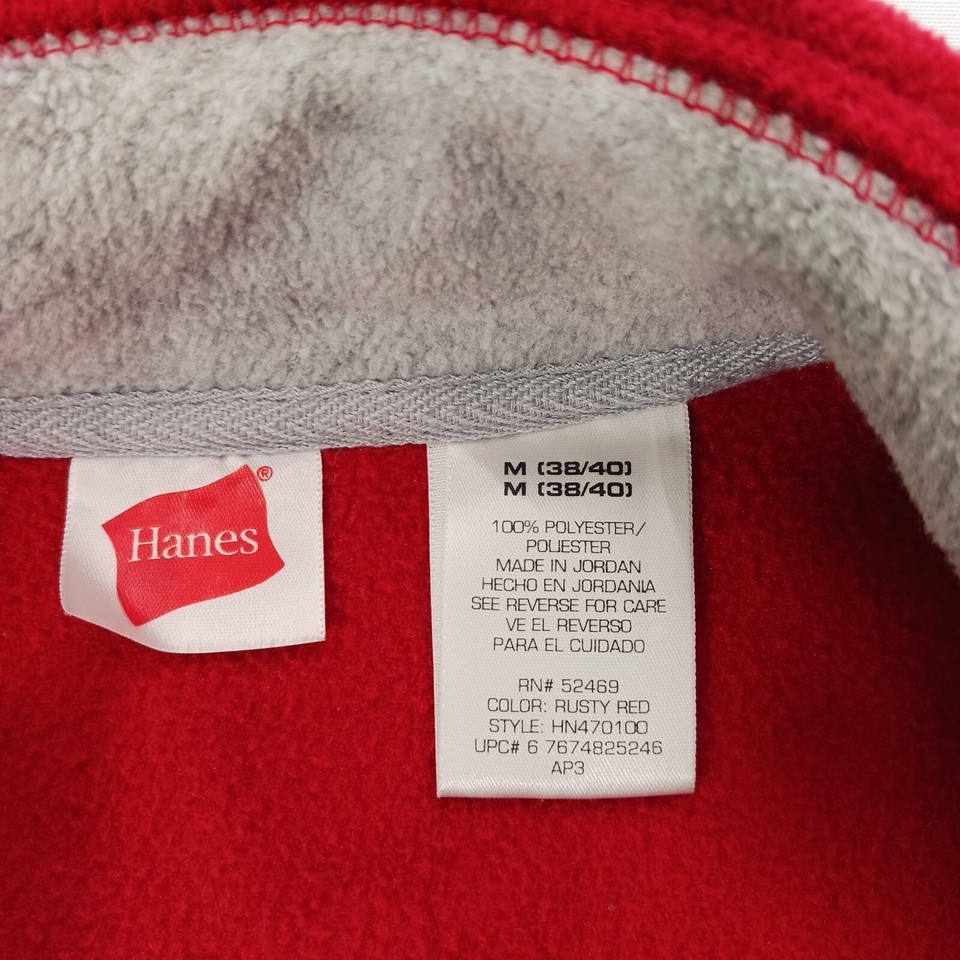 Hanes®
M (38/40)
M (38/40)
100% POLYESTER/
POLIESTER
MADE IN JORDAN
HECHO EN JORDANIA
SEE REVERSE FOR CARE
VE EL REVERSO
PARA EL CUIDADO
RN# 52469
COLOR: RUSTY RED
STYLE: HN470100
UPC# 6 7674825246
AP3